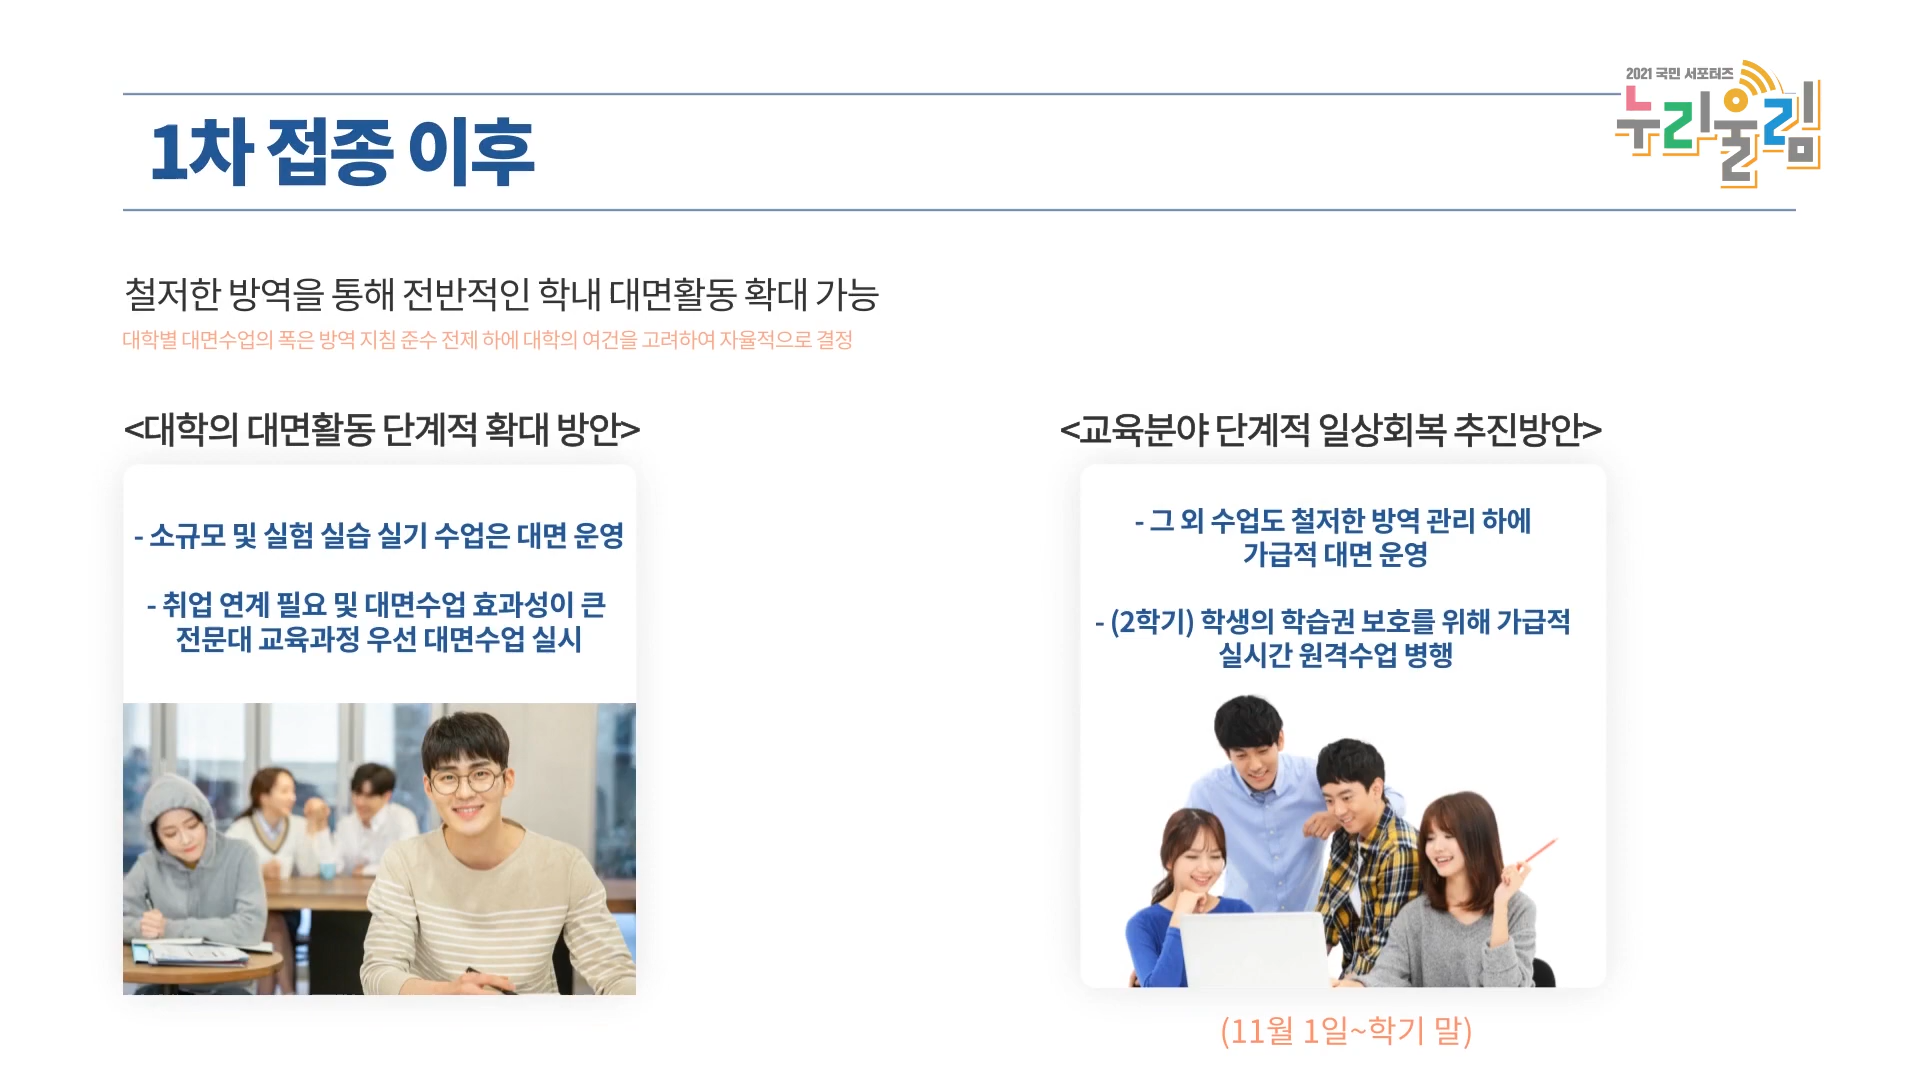 2021 국민 서포터즈
누리울림
1차 접종 이후
철저한 방역을 통해 전반적인 학내 대면활동 확대 가능
대학별 대면수업의 폭은 방역 지침 준수 전제 하에 대학의 여건을 고려하여 자율적으로 결정
<대학의 대면활동 단계적 확대 방안>
- 소규모 및 실험 실습 실기 수업은 대면 운영
- 취업 연계 필요 및 대면수업 효과성이 큰
전문대 교육과정 우선 대면수업 실시
<교육분야 단계적 일상회복 추진방안>
- 그 외 수업도 철저한 방역 관리 하에
가급적 대면 운영
- (2학기) 학생의 학습권 보호를 위해 가급적
실시간 원격수업 병행
(11월 1일~학기 말)